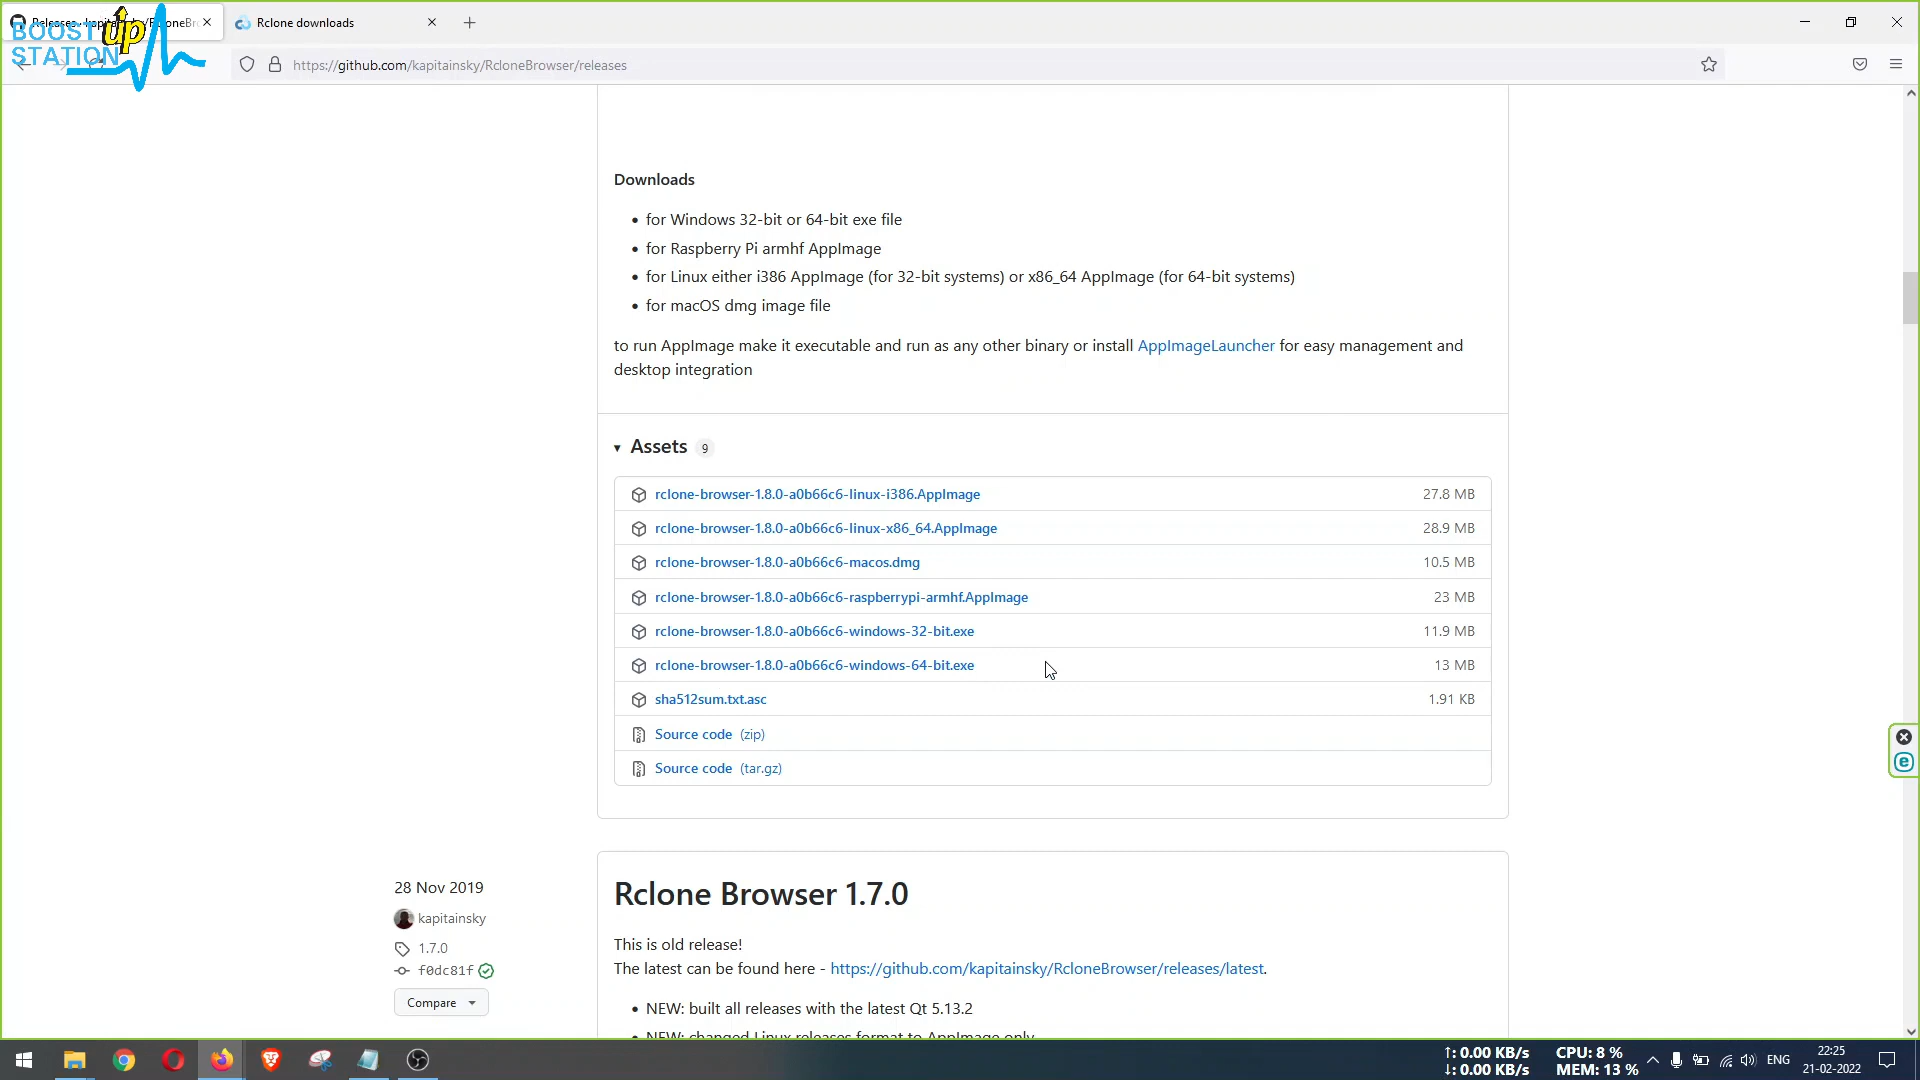 Releases · kapitainsky/RcloneBr
Rclone downloads
BOOST up
STATION
https://github.com/kapitainsky/RcloneBrowser/releases
Downloads
• for Windows 32-bit or 64-bit exe file
• for Raspberry Pi armhf AppImage
• for Linux either i386 AppImage (for 32-bit systems) or x86_64 AppImage (for 64-bit systems)
• for macOS dmg image file
to run AppImage make it executable and run as any other binary or install AppImageLauncher for easy management and
desktop integration
Assets 9
rclone-browser-1.8.0-a0b66c6-linux-i386.AppImage 27.8 MB
rclone-browser-1.8.0-a0b66c6-linux-x86_64.AppImage 28.9 MB
rclone-browser-1.8.0-a0b66c6-macos.dmg 10.5 MB
rclone-browser-1.8.0-a0b66c6-raspberrypi-armhf.AppImage 23 MB
rclone-browser-1.8.0-a0b66c6-windows-32-bit.exe 11.9 MB
rclone-browser-1.8.0-a0b66c6-windows-64-bit.exe 13 MB
sha512sum.txt.asc 1.91 KB
Source code (zip)
Source code (tar.gz)
28 Nov 2019
kapitainsky
1.7.0
f0dc81f
Compare
Rclone Browser 1.7.0
This is old release!
The latest can be found here - https://github.com/kapitainsky/RcloneBrowser/releases/latest.
• NEW: built all releases with the latest Qt 5.13.2
• NEW: changed Linux releases format to AppImage only
↑: 0.00 KB/s
↓: 0.00 KB/s
CPU: 8 %
MEM: 13 %
ENG
22:25
21-02-2022